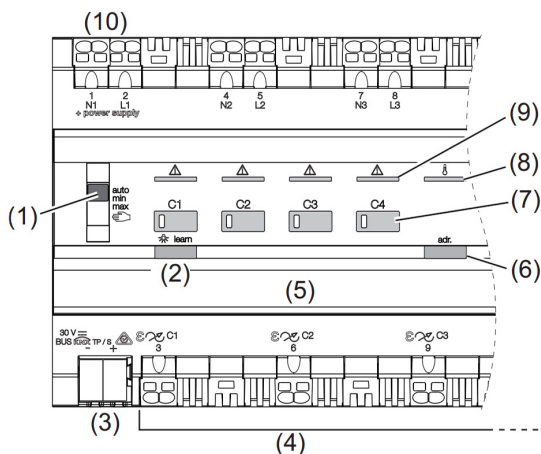 (10)
1 2 4 5 7 8
N1 L1 N2 L2 N3 L3
+ power supply
(9)
(8)
(1)
auto
min
max
C1 C2 C3 C4
(7)
learn
adr.
(2)
(6)
(5)
30 V
BUS TP / S
- +
C1 C2 C3
3 6 9
(3)
(4)